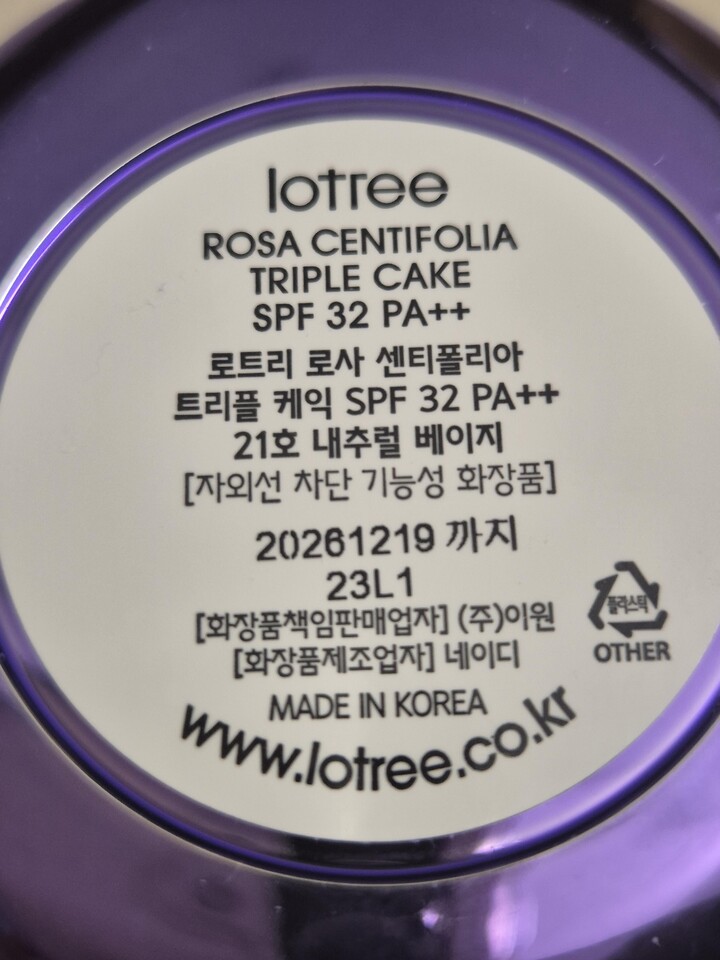 lotree
ROSA CENTIFOLIA
TRIPLE CAKE
SPF 32 PA++
로트리 로사 센티폴리아
트리플 케익 SPF 32 PA++
21호 내추럴 베이지
[자외선 차단 기능성 화장품]
20261219 까지
23L1
[화장품책임판매업자] (주)이원
[화장품제조업자] 네이디
플라스틱
OTHER
MADE IN KOREA
www.lotree.co.kr